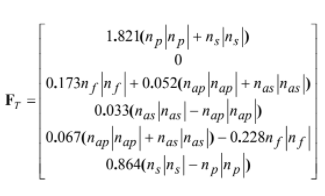 1.821(n_p|n_p| + n_s|n_s|)
0
0.173n_f|n_f| + 0.052(n_ap|n_ap| + n_as|n_as|)
F_T = 0.033(n_as|n_as| − n_ap|n_ap|)
0.067(n_ap|n_ap| + n_as|n_as|) − 0.228n_f|n_f|
0.864(n_s|n_s| − n_p|n_p|)